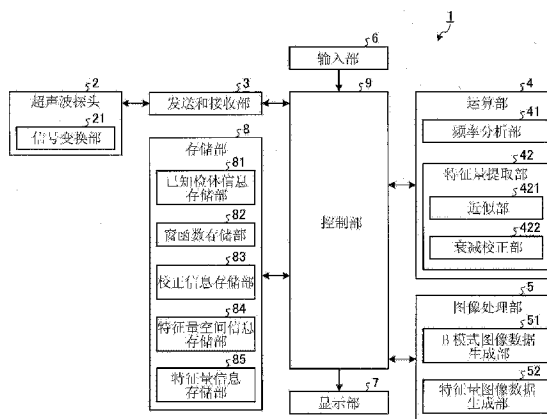 1
6
输入部
2
超声波探头
21
信号变换部
3
发送和接收部
9
控制部
4
运算部
41
频率分析部
42
特征量提取部
421
近似部
422
衰减校正部
8
存储部
81
已知检体信息
存储部
82
窗函数存储部
83
校正信息存储部
84
特征量空间信息
存储部
85
特征量信息
存储部
5
图像处理部
51
B模式图像数据
生成部
52
特征量图像数据
生成部
7
显示部